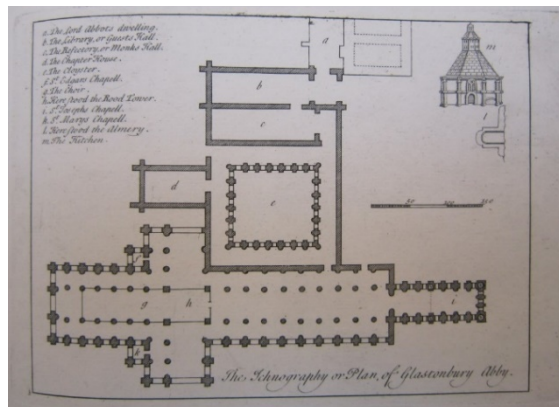 a. The Lord Abbots dwelling.
b. The Library, or Guests Hall.
c. The Refectory, or Monks Hall.
d. The Chapter House.
e. The Cloyster.
f. St. Edgars Chapell.
g. The Choir.
h. Here stood the Rood Tower.
i. St. Josephs Chapell.
k. St. Marys Chapell.
l. Here stood the Almery.
m. The Kitchen.
a
m
b
l
c
d
e
50 100
f
g h i
k
The Ichnography or Plan, of Glastonbury Abby.